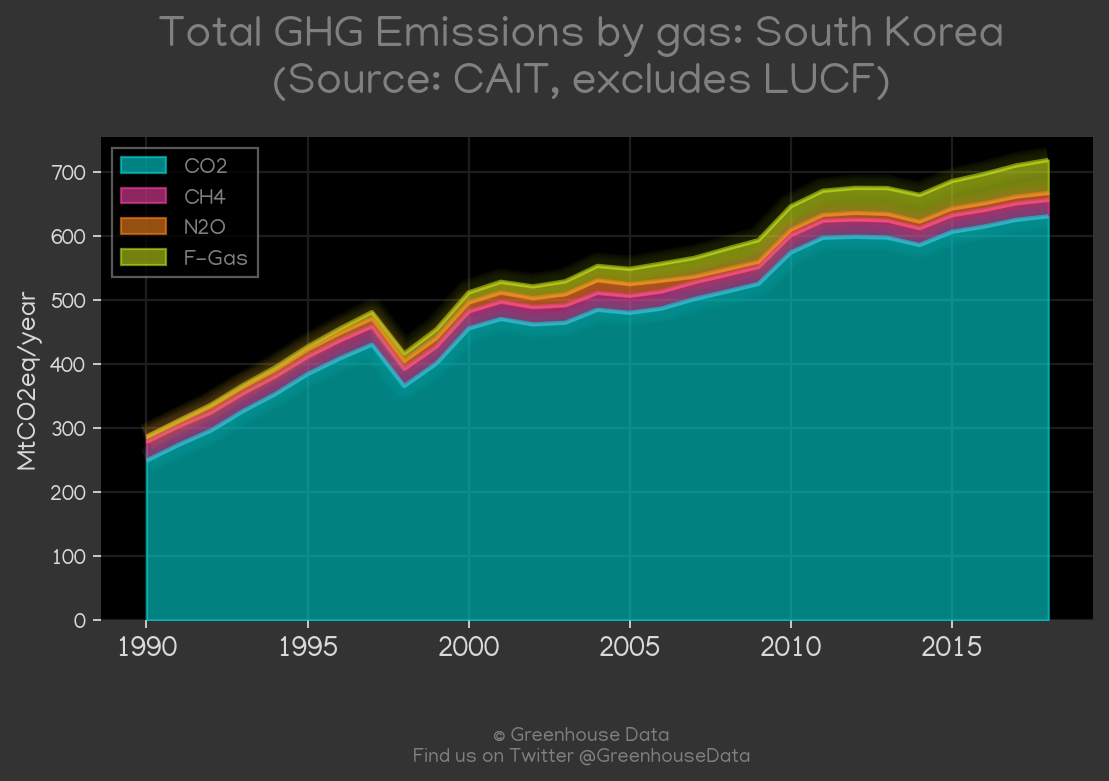 Total GHG Emissions by gas: South Korea
(Source: CAIT, excludes LUCF)
CO2
CH4
N2O
F-Gas
MtCO2eq/year
700
600
500
400
300
200
100
0
1990 1995 2000 2005 2010 2015
© Greenhouse Data
Find us on Twitter @GreenhouseData